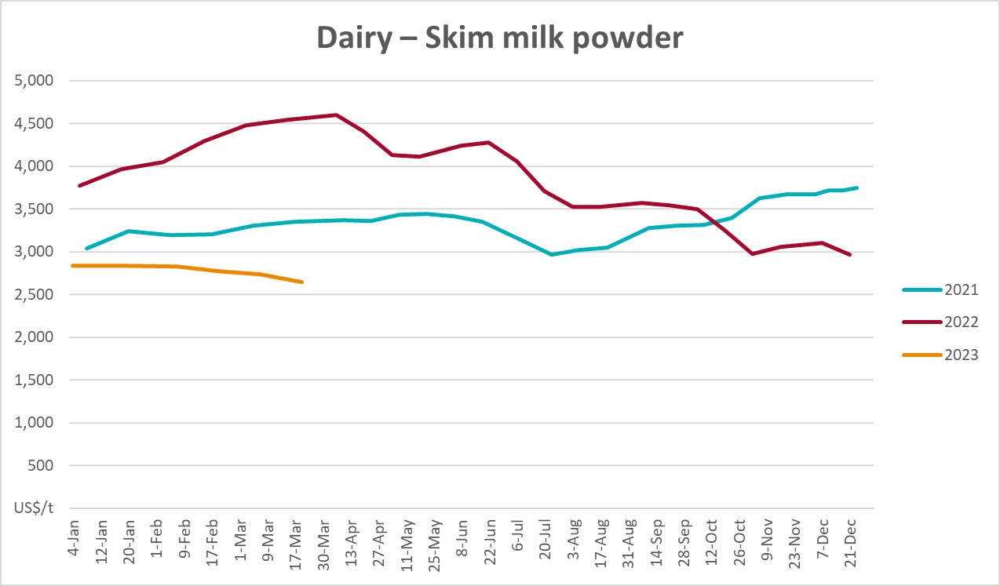 Dairy – Skim milk powder
5,000
4,500
4,000
3,500
3,000
2,500
2,000
1,500
1,000
500
US$/t
4-Jan
12-Jan
20-Jan
1-Feb
9-Feb
17-Feb
1-Mar
9-Mar
17-Mar
30-Mar
13-Apr
27-Apr
11-May
25-May
8-Jun
22-Jun
6-Jul
20-Jul
3-Aug
17-Aug
31-Aug
14-Sep
28-Sep
12-Oct
26-Oct
9-Nov
23-Nov
7-Dec
21-Dec
2021
2022
2023